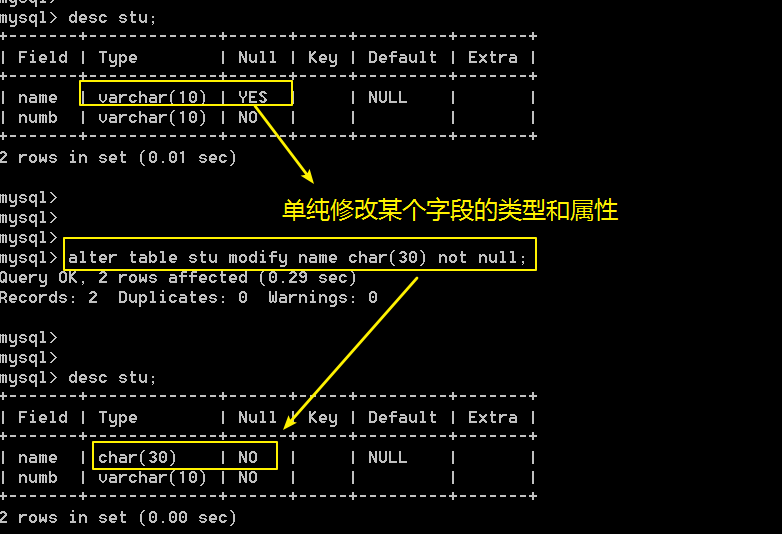 mysql>
mysql> desc stu;
+-------+-------------+------+-----+---------+-------+
| Field | Type        | Null | Key | Default | Extra |
+-------+-------------+------+-----+---------+-------+
| name  | varchar(10) | YES  |     | NULL    |       |
| numb  | varchar(10) | NO   |     |         |       |
+-------+-------------+------+-----+---------+-------+
2 rows in set (0.01 sec)
mysql>
单纯修改某个字段的类型和属性
mysql>
mysql>
mysql> alter table stu modify name char(30) not null;
Query OK, 2 rows affected (0.29 sec)
Records: 2  Duplicates: 0  Warnings: 0
mysql>
mysql>
mysql> desc stu;
+-------+-------------+------+-----+---------+-------+
| Field | Type        | Null | Key | Default | Extra |
+-------+-------------+------+-----+---------+-------+
| name  | char(30)    | NO   |     | NULL    |       |
| numb  | varchar(10) | NO   |     |         |       |
+-------+-------------+------+-----+---------+-------+
2 rows in set (0.00 sec)